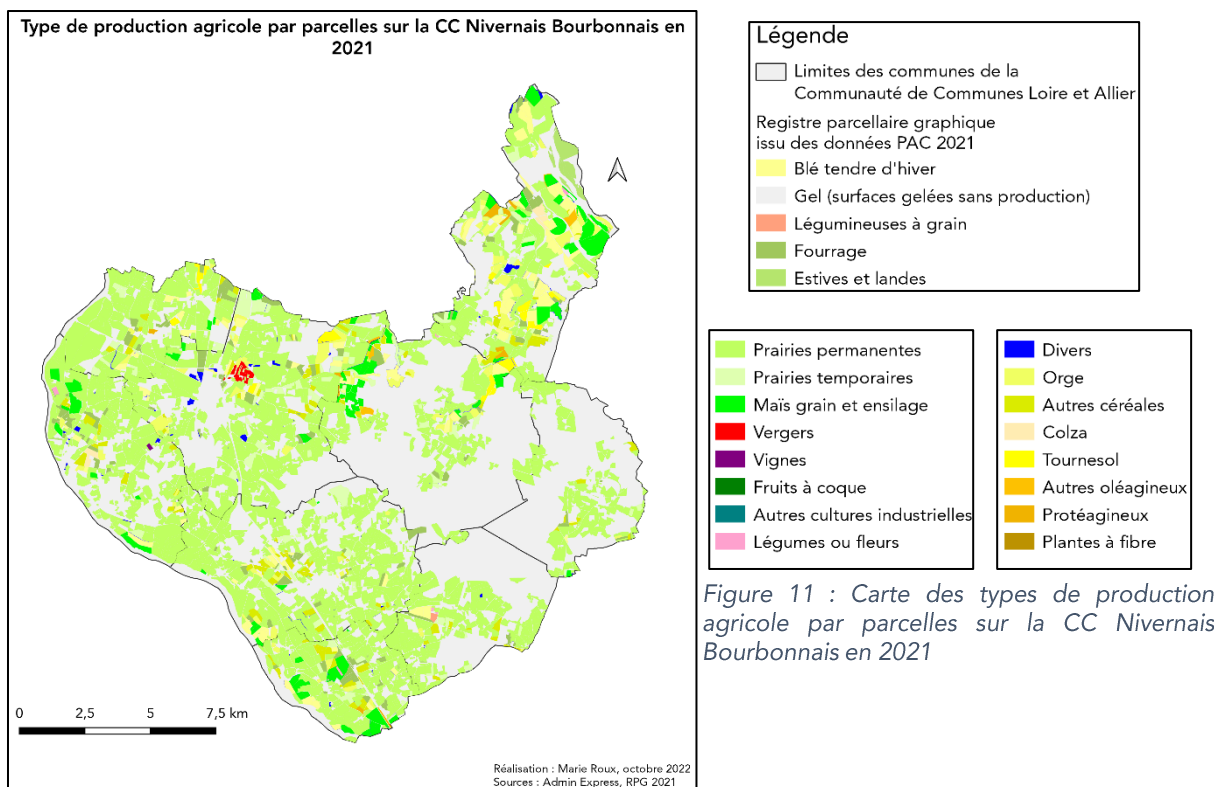 Type de production agricole par parcelles sur la CC Nivernais Bourbonnais en
2021
0 2,5 5 7,5 km
Réalisation : Marie Roux, octobre 2022
Sources : Admin Express, RPG 2021
Légende
Limites des communes de la
Communauté de Communes Loire et Allier
Registre parcellaire graphique
issu des données PAC 2021
Blé tendre d'hiver
Gel (surfaces gelées sans production)
Légumineuses à grain
Fourrage
Estives et landes
Prairies permanentes
Prairies temporaires
Maïs grain et ensilage
Vergers
Vignes
Fruits à coque
Autres cultures industrielles
Légumes ou fleurs
Divers
Orge
Autres céréales
Colza
Tournesol
Autres oléagineux
Protéagineux
Plantes à fibre
Figure 11 : Carte des types de production
agricole par parcelles sur la CC Nivernais
Bourbonnais en 2021